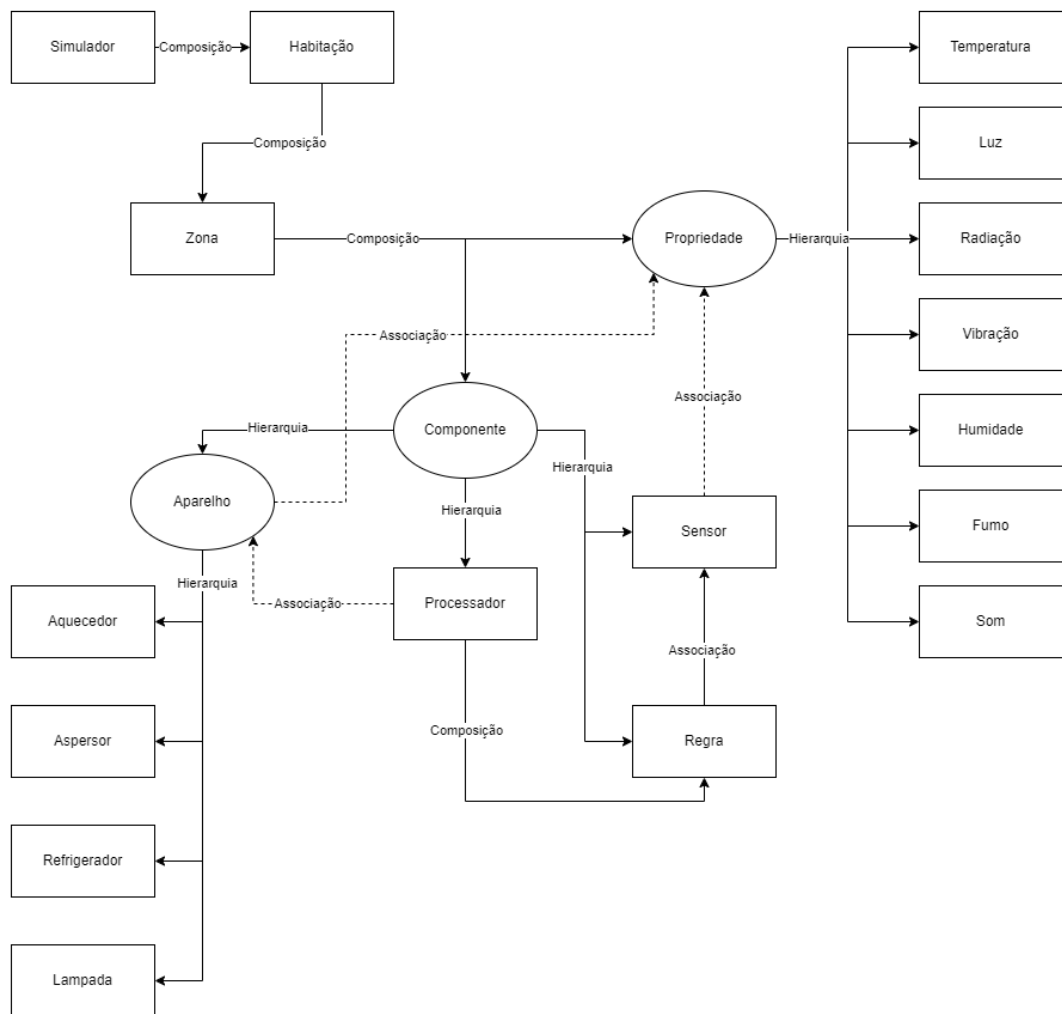 Simulador
Composição
Habitação
Temperatura
Composição
Luz
Zona
Composição
Propriedade
Hierarquia
Radiação
Associação
Vibração
Associação
Hierarquia
Componente
Humidade
Hierarquia
Aparelho
Hierarquia
Sensor
Fumo
Hierarquia
Associação
Processador
Aquecedor
Som
Associação
Composição
Regra
Aspersor
Refrigerador
Lampada